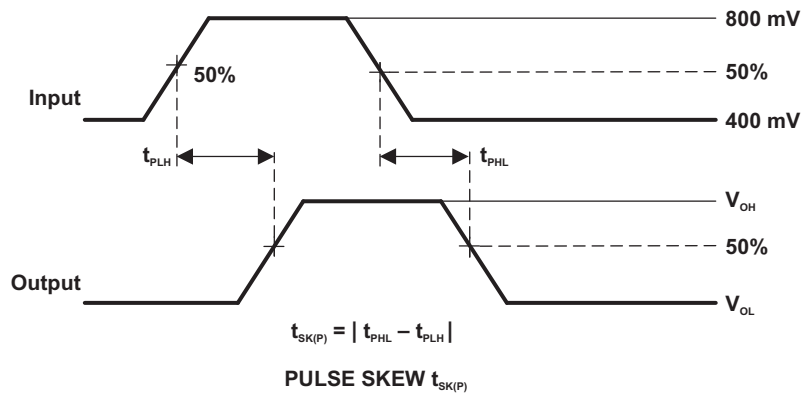 800 mV
50%
50%
Input
400 mV
tPLH
tPHL
VOH
50%
Output
VOL
tSK(P) = | tPHL – tPLH |
PULSE SKEW tSK(P)